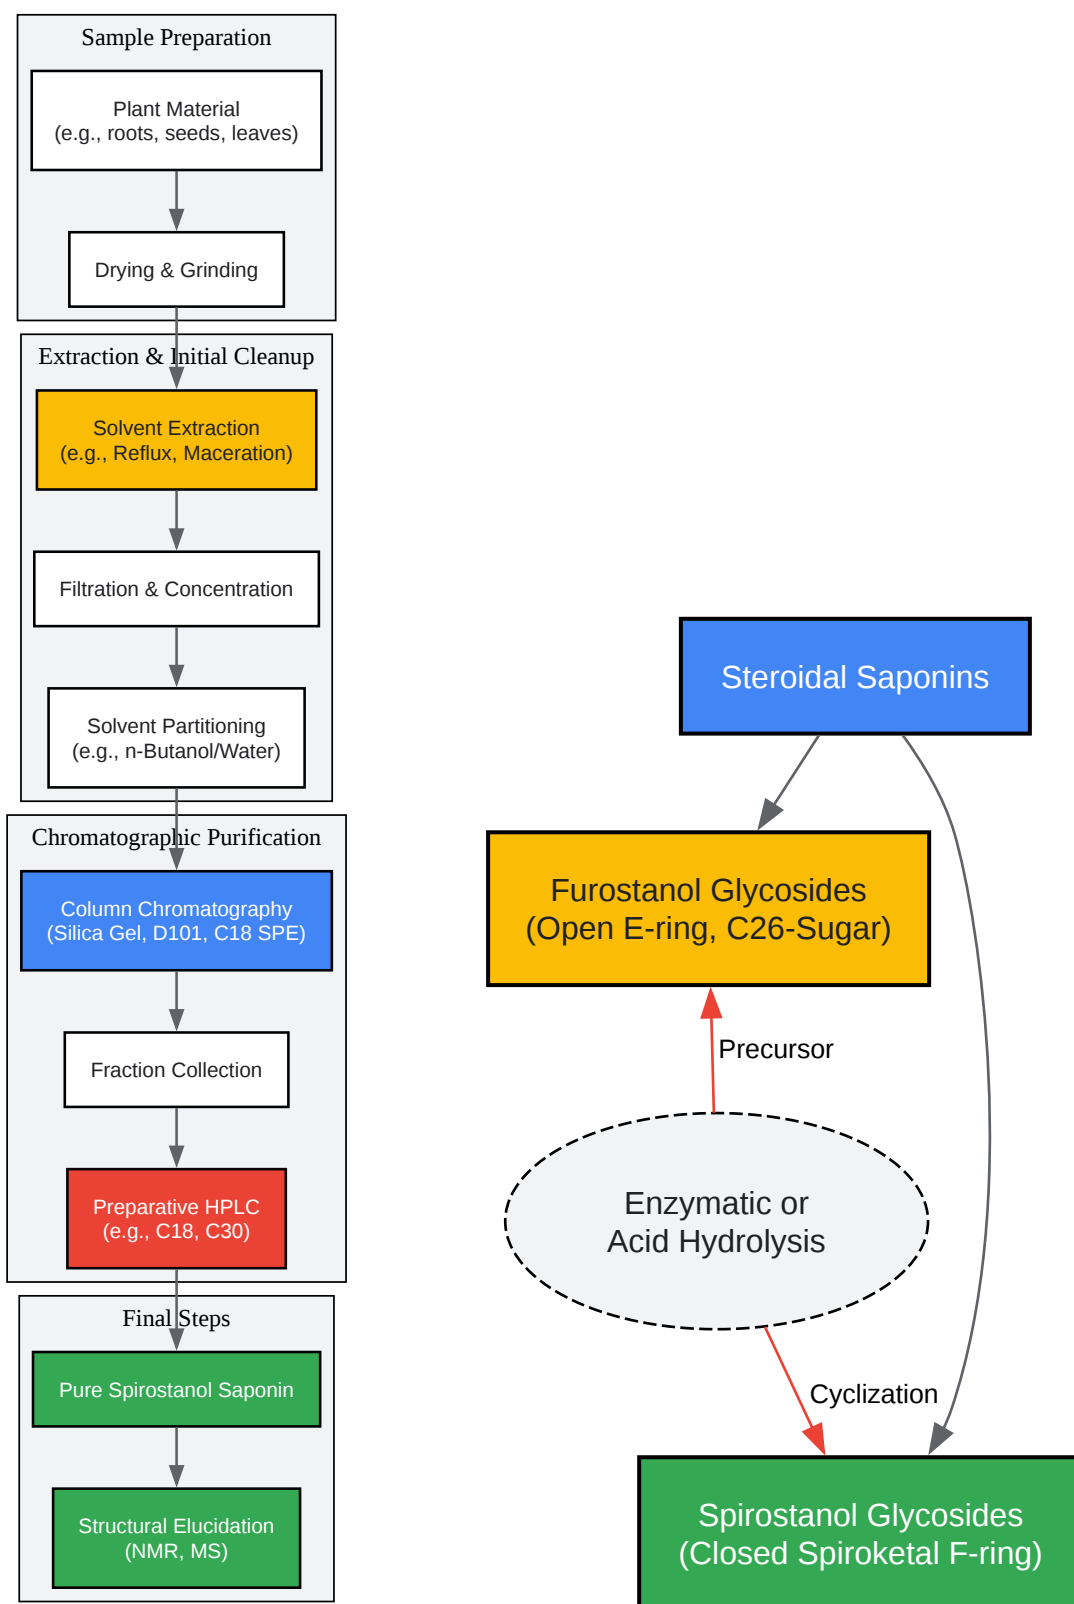 Sample Preparation
Plant Material
(e.g., roots, seeds, leaves)
Drying & Grinding
Extraction & Initial Cleanup
Solvent Extraction
(e.g., Reflux, Maceration)
Filtration & Concentration
Solvent Partitioning
(e.g., n-Butanol/Water)
Chromatographic Purification
Column Chromatography
(Silica Gel, D101, C18 SPE)
Fraction Collection
Preparative HPLC
(e.g., C18, C30)
Final Steps
Pure Spirostanol Saponin
Structural Elucidation
(NMR, MS)
Steroidal Saponins
Furostanol Glycosides
(Open E-ring, C26-Sugar)
Precursor
Enzymatic or
Acid Hydrolysis
Cyclization
Spirostanol Glycosides
(Closed Spiroketal F-ring)